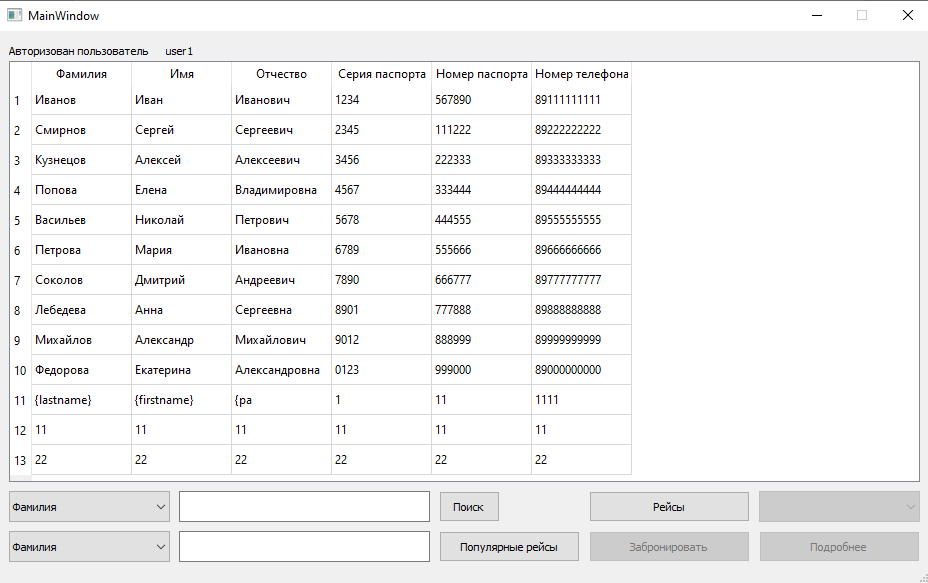 MainWindow
Авторизован пользователь user1
Фамилия Имя Отчество Серия паспорта Номер паспорта Номер телефона
1 Иванов Иван Иванович 1234 567890 89111111111
2 Смирнов Сергей Сергеевич 2345 111222 89222222222
3 Кузнецов Алексей Алексеевич 3456 222333 89333333333
4 Попова Елена Владимировна 4567 333444 89444444444
5 Васильев Николай Петрович 5678 444555 89555555555
6 Петрова Мария Ивановна 6789 555666 89666666666
7 Соколов Дмитрий Андреевич 7890 666777 89777777777
8 Лебедева Анна Сергеевна 8901 777888 89888888888
9 Михайлов Александр Михайлович 9012 888999 89999999999
10 Федорова Екатерина Александровна 0123 999000 89000000000
11 {lastname} {firstname} {pa 1 11 1111
12 11 11 11 11 11 11
13 22 22 22 22 22 22
Фамилия Поиск Рейсы
Фамилия Популярные рейсы Забронировать Подробнее